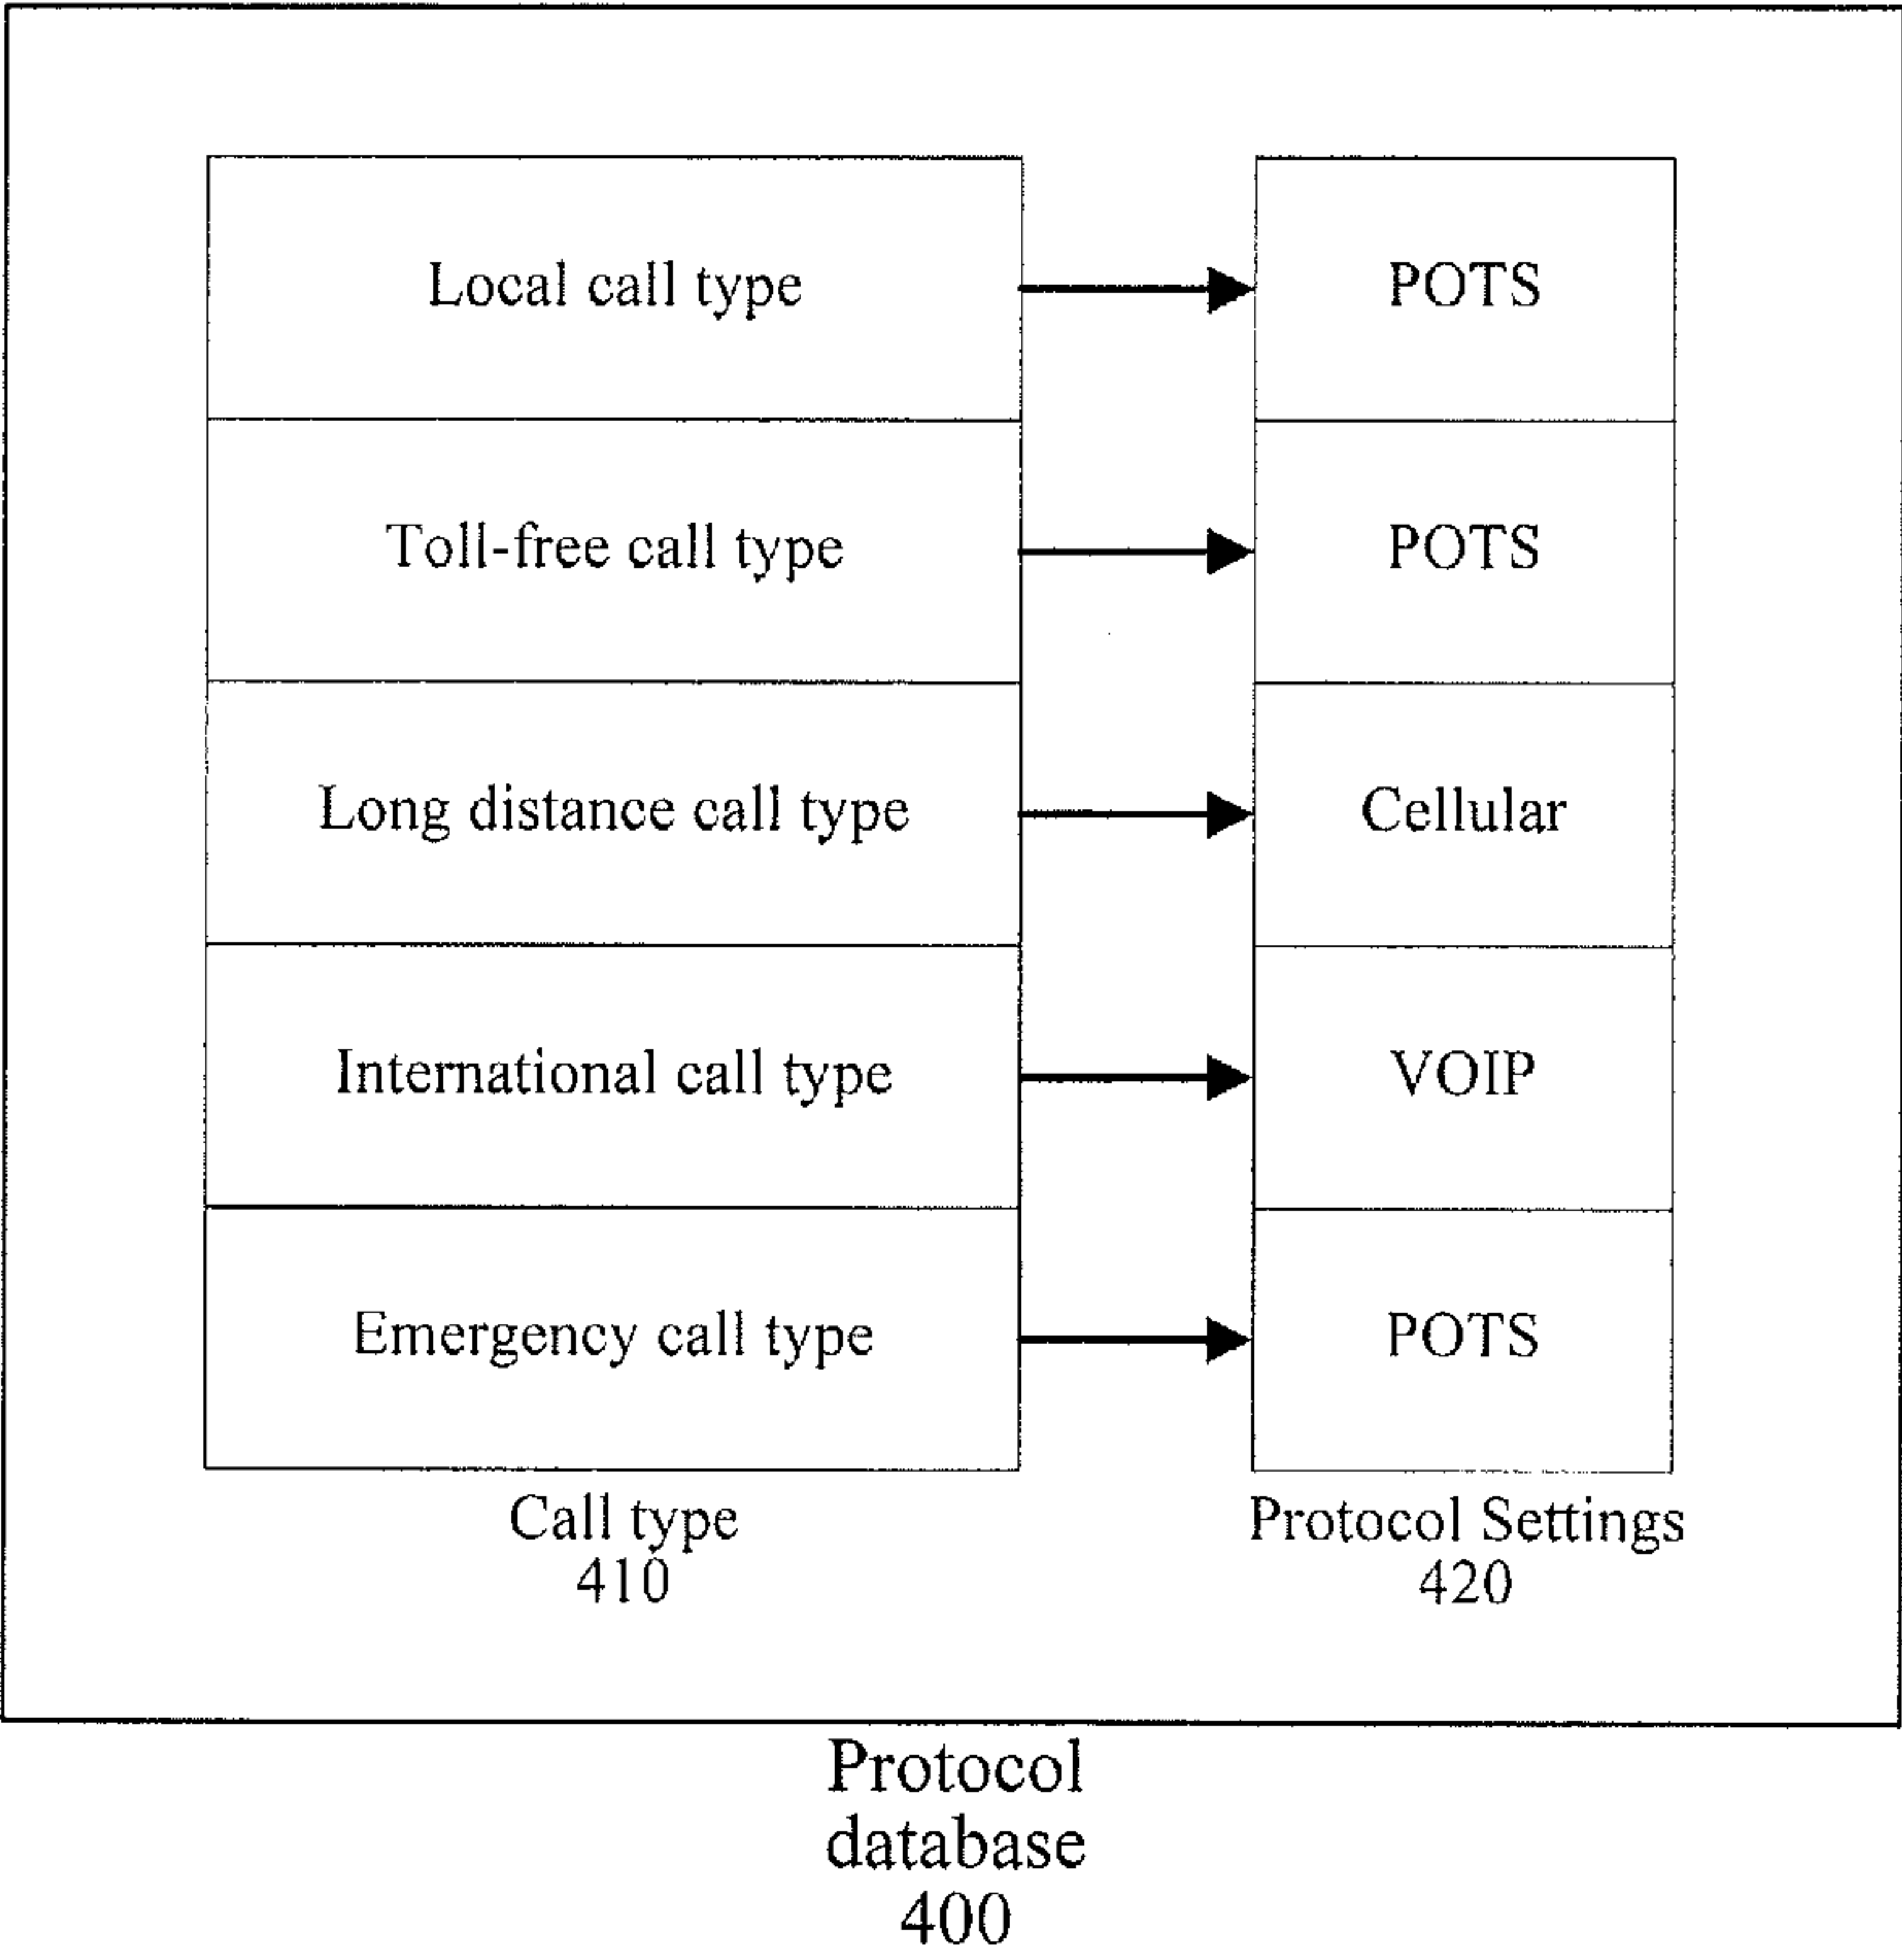 Local call type
POTS
Toll-free call type
POTS
Long distance call type
Cellular
International call type
VOIP
Emergency call type
POTS
Call type
410
Protocol Settings
420
Protocol
database
400